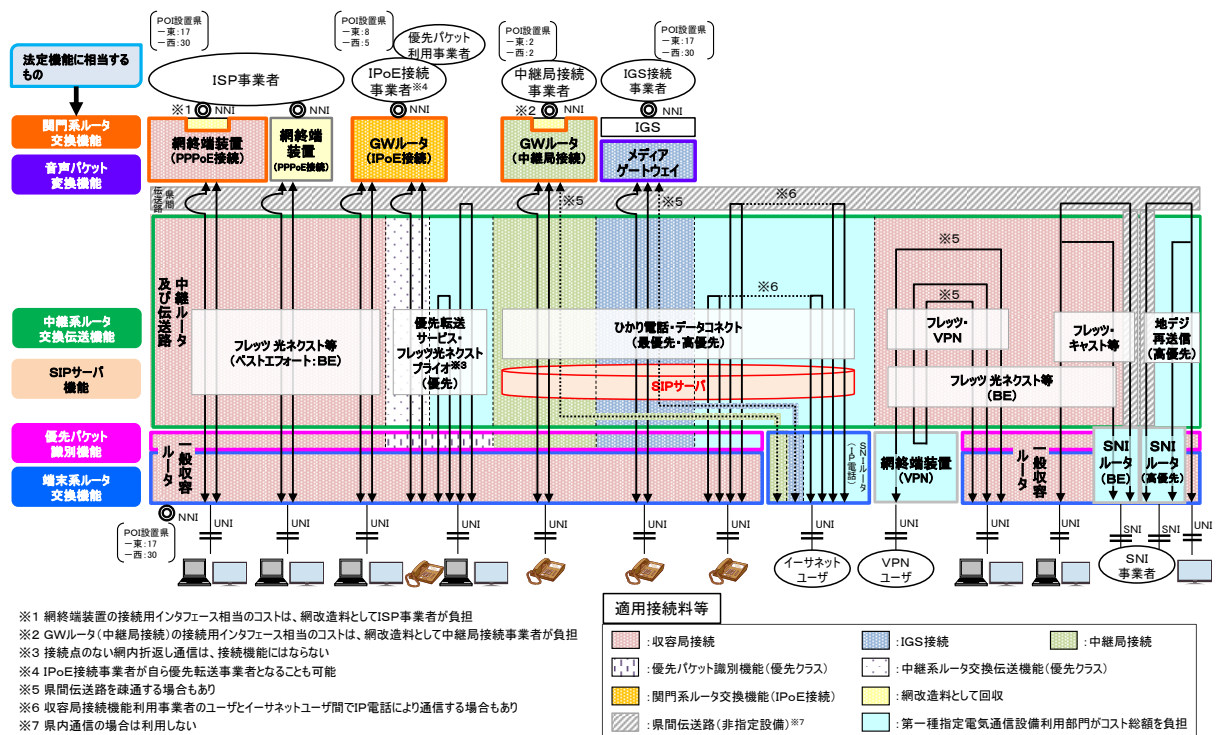 POI設置県
－東：17
－西：30
POI設置県
－東：8
－西：5
優先パケット
利用事業者
POI設置県
－東：2
－西：2
POI設置県
－東：17
－西：30
法定機能に相当する
もの
ISP事業者
IPoE接続
事業者※4
中継局接続
事業者
IGS接続
事業者
※1
NNI
NNI
NNI
※2
NNI
NNI
関門系ルータ
交換機能
網終端装置
(PPPoE接続)
網終端
装置
(PPPoE接続)
GWルータ
(IPoE接続)
GWルータ
(中継局接続)
IGS
メディア
ゲートウェイ
音声パケット
変換機能
県間
伝送路
※5
※5
※6
中継ルータ
及び伝送路
※5
※5
※6
中継系ルータ
交換伝送機能
フレッツ 光ネクスト等
(ベストエフォート：BE)
優先転送
サービス・
フレッツ光ネクスト
プライオ※3
(優先)
ひかり電話・データコネクト
(最優先・高優先)
フレッツ・
VPN
フレッツ・
キャスト等
地デジ
再送信
(高優先)
SIPサーバ
機能
SIPサーバ
フレッツ 光ネクスト等
(BE)
優先パケット
識別機能
端末系ルータ
交換機能
一般収容
ルータ
SNIルータ
(IP電話)
網終端装置
(VPN)
一般収容
ルータ
SNI
ルータ
(BE)
SNI
ルータ
(高優先)
NNI
POI設置県
－東：17
－西：30
UNI
UNI
UNI
UNI
UNI
UNI
UNI
UNI
UNI
UNI
UNI
SNI
SNI
UNI
イーサネット
ユーザ
VPN
ユーザ
SNI
事業者
※1 網終端装置の接続用インタフェース相当のコストは、網改造料としてISP事業者が負担
※2 GWルータ(中継局接続)の接続用インタフェース相当のコストは、網改造料として中継局接続事業者が負担
※3 接続点のない網内折返し通信は、接続機能にはならない
※4 IPoE接続事業者が自ら優先転送事業者となることも可能
※5 県間伝送路を疎通する場合もあり
※6 収容局接続機能利用事業者のユーザとイーサネットユーザ間でIP電話により通信する場合もあり
※7 県内通信の場合は利用しない
適用接続料等
：収容局接続
：IGS接続
：中継局接続
：優先パケット識別機能(優先クラス)
：中継系ルータ交換伝送機能(優先クラス)
：関門系ルータ交換機能(IPoE接続)
：網改造料として回収
：県間伝送路(非指定設備)※7
：第一種指定電気通信設備利用部門がコスト総額を負担